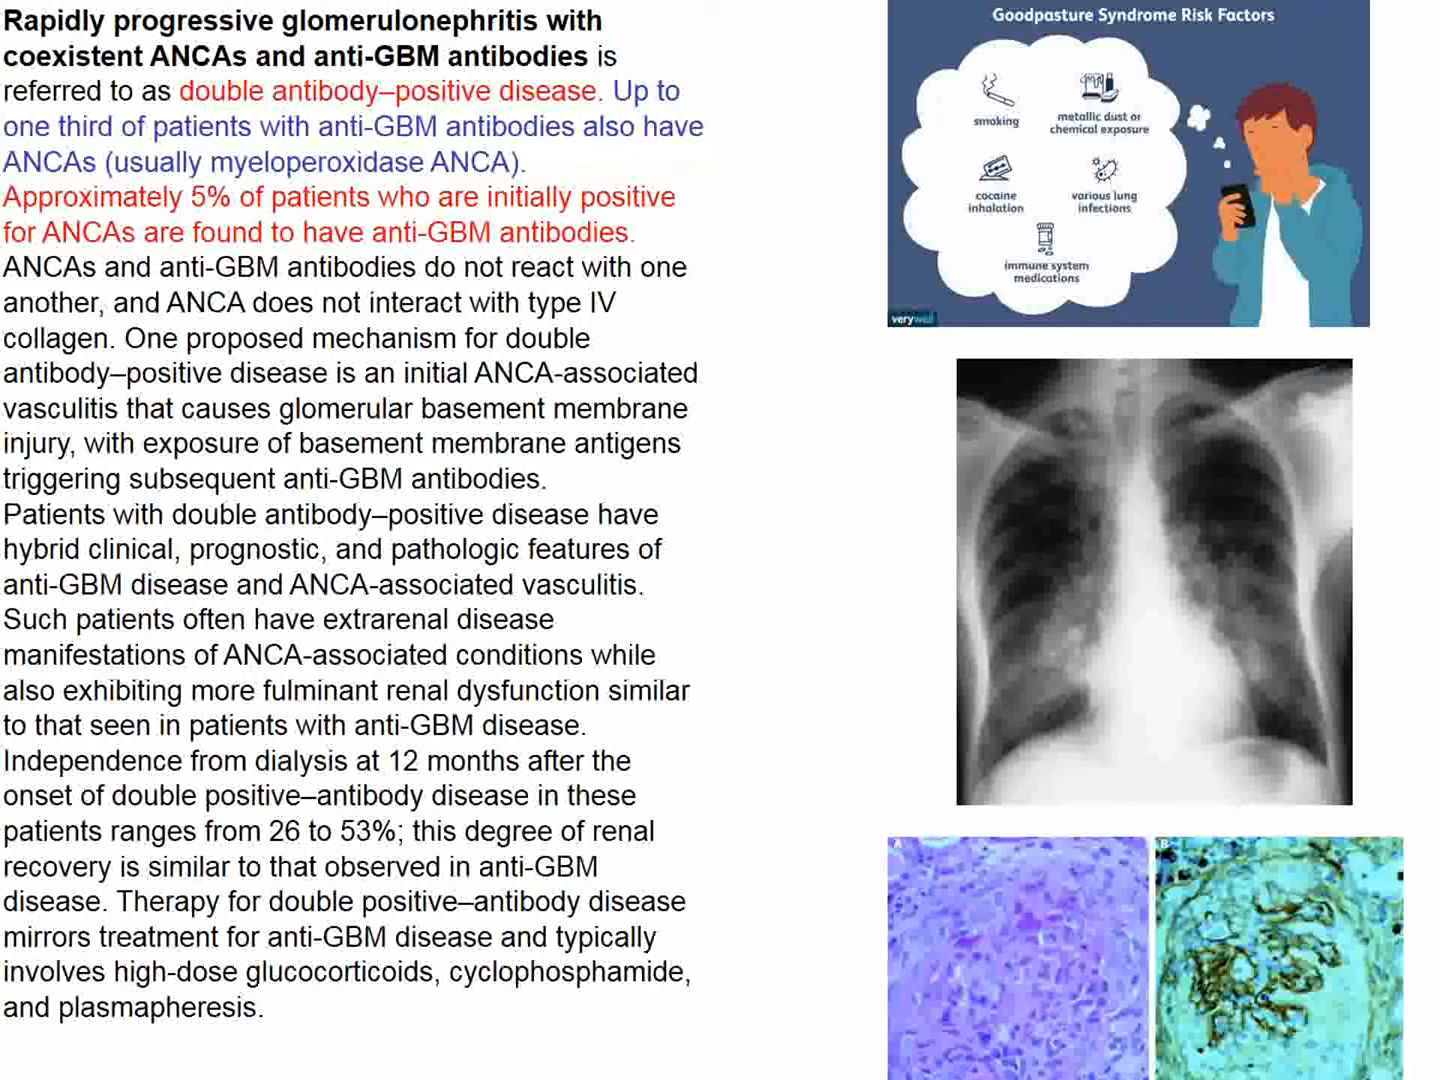 Rapidly progressive glomerulonephritis with
coexistent ANCAs and anti-GBM antibodies is
referred to as double antibody–positive disease. Up to
one third of patients with anti-GBM antibodies also have
ANCAs (usually myeloperoxidase ANCA).
Approximately 5% of patients who are initially positive
for ANCAs are found to have anti-GBM antibodies.
ANCAs and anti-GBM antibodies do not react with one
another, and ANCA does not interact with type IV
collagen. One proposed mechanism for double
antibody–positive disease is an initial ANCA-associated
vasculitis that causes glomerular basement membrane
injury, with exposure of basement membrane antigens
triggering subsequent anti-GBM antibodies.
Patients with double antibody–positive disease have
hybrid clinical, prognostic, and pathologic features of
anti-GBM disease and ANCA-associated vasculitis.
Such patients often have extrarenal disease
manifestations of ANCA-associated conditions while
also exhibiting more fulminant renal dysfunction similar
to that seen in patients with anti-GBM disease.
Independence from dialysis at 12 months after the
onset of double positive–antibody disease in these
patients ranges from 26 to 53%; this degree of renal
recovery is similar to that observed in anti-GBM
disease. Therapy for double positive–antibody disease
mirrors treatment for anti-GBM disease and typically
involves high-dose glucocorticoids, cyclophosphamide,
and plasmapheresis.
Goodpasture Syndrome Risk Factors
smoking
metallic dust or
chemical exposure
cocaine
inhalation
various lung
infections
immune system
medications
verywell
A
B